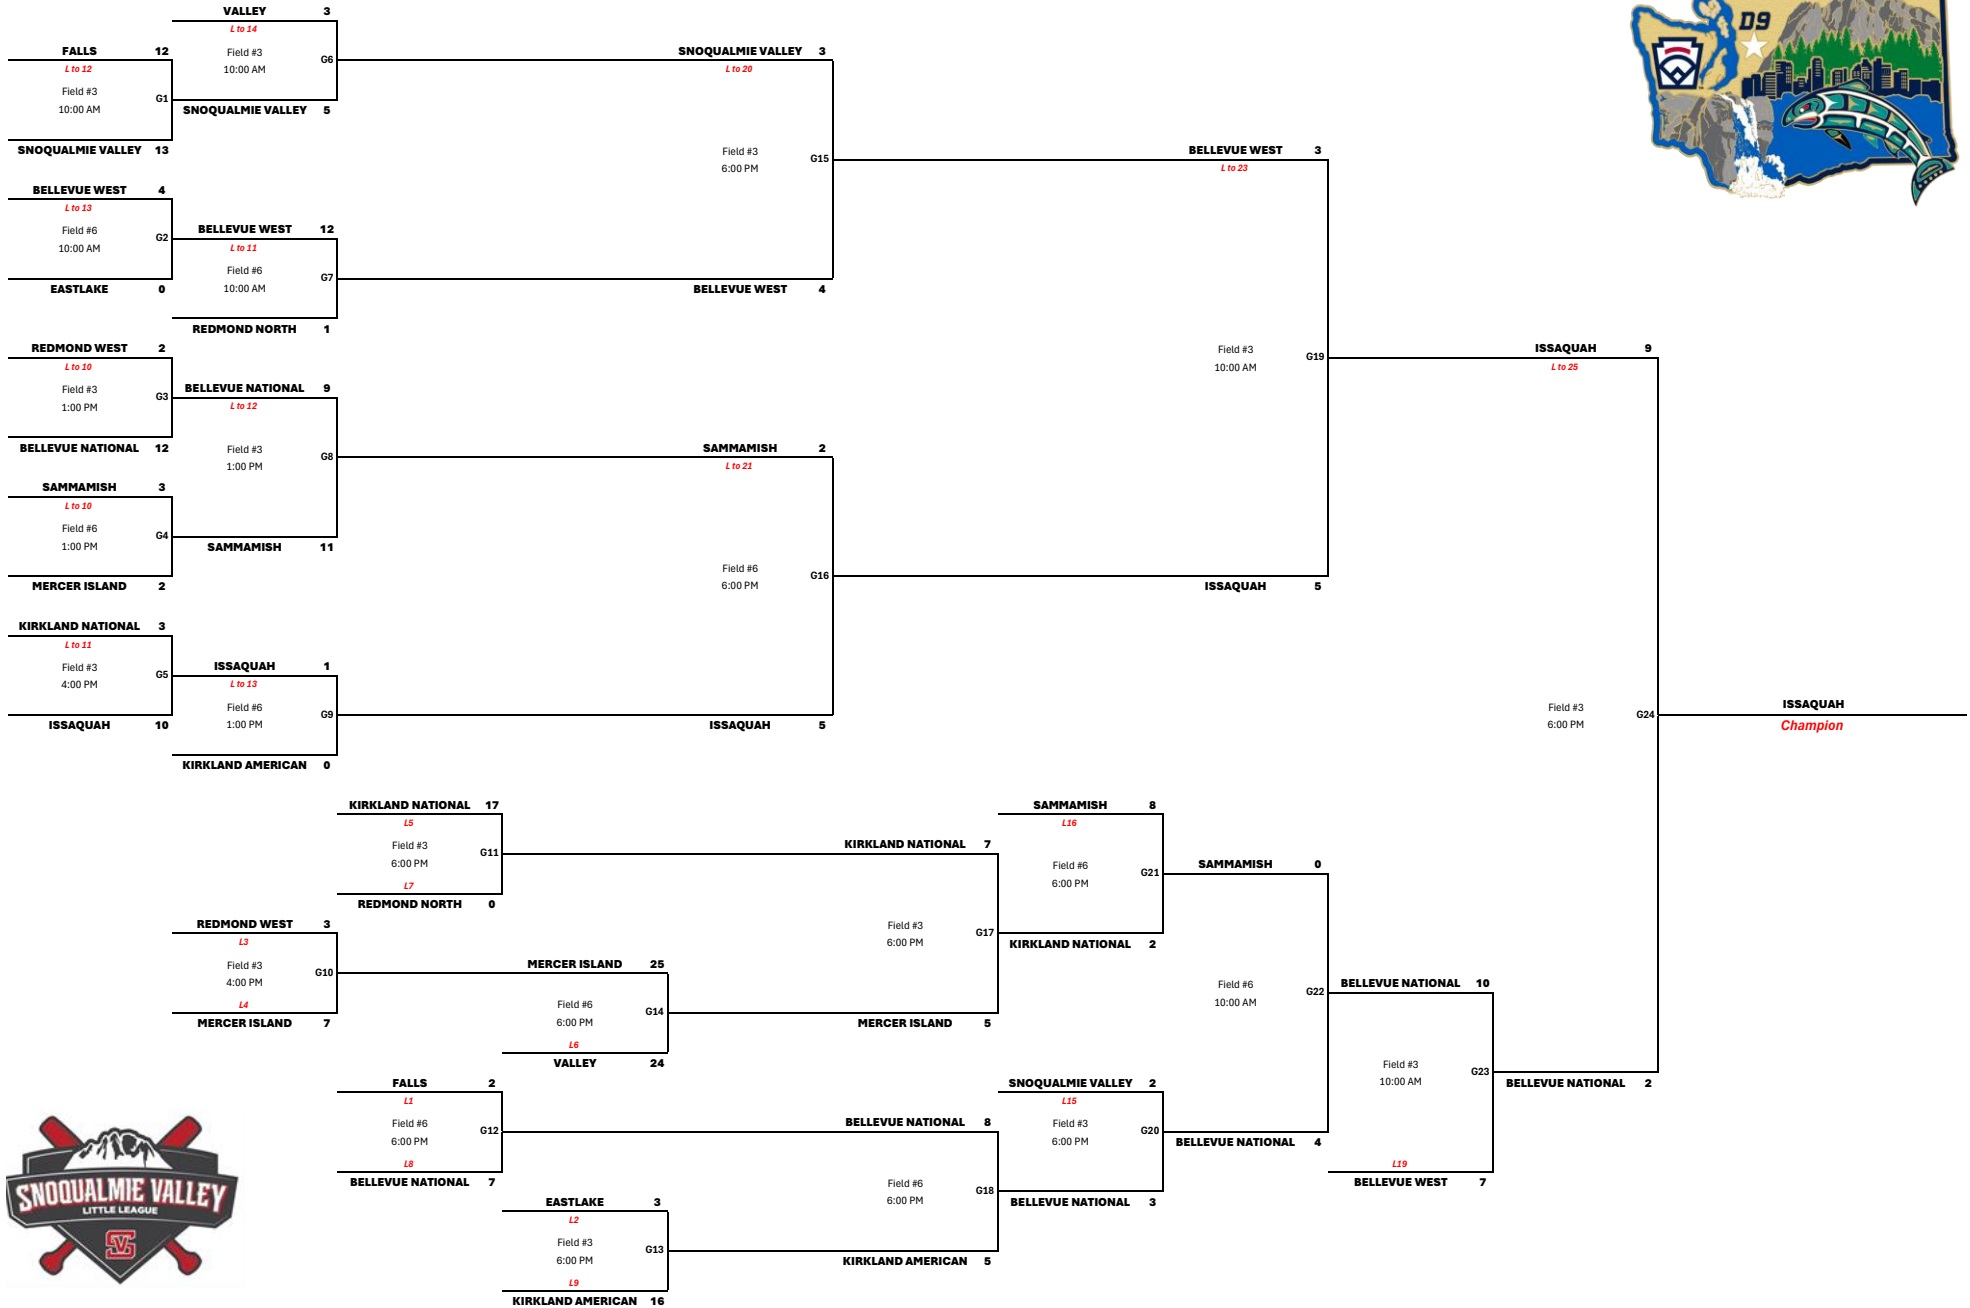 VALLEY 3
L to 14
Field #3
10:00 AM
G6
SNOQUALMIE VALLEY 5
FALLS 12
L to 12
Field #3
10:00 AM
G1
SNOQUALMIE VALLEY 13
BELLEVUE WEST 4
L to 13
Field #6
10:00 AM
G2
EASTLAKE 0
BELLEVUE WEST 12
L to 11
Field #6
10:00 AM
G7
REDMOND NORTH 1
REDMOND WEST 2
L to 10
Field #3
1:00 PM
G3
BELLEVUE NATIONAL 12
BELLEVUE NATIONAL 9
L to 12
Field #3
1:00 PM
G8
SAMMAMISH 11
SAMMAMISH 3
L to 10
Field #6
1:00 PM
G4
MERCER ISLAND 2
KIRKLAND NATIONAL 3
L to 11
Field #3
4:00 PM
G5
ISSAQUAH 10
ISSAQUAH 1
L to 13
Field #6
1:00 PM
G9
KIRKLAND AMERICAN 0
SNOQUALMIE VALLEY 3
L to 20
Field #3
6:00 PM
G15
BELLEVUE WEST 4
SAMMAMISH 2
L to 21
Field #6
6:00 PM
G16
ISSAQUAH 5
BELLEVUE WEST 3
L to 23
Field #3
10:00 AM
G19
ISSAQUAH 5
ISSAQUAH 9
L to 25
Field #3
6:00 PM
G24
ISSAQUAH
Champion
D9
KIRKLAND NATIONAL 17
L5
Field #3
6:00 PM
G11
L7
REDMOND NORTH 0
REDMOND WEST 3
L3
Field #3
4:00 PM
G10
L4
MERCER ISLAND 7
MERCER ISLAND 25
Field #6
6:00 PM
G14
L6
VALLEY 24
FALLS 2
L1
Field #6
6:00 PM
G12
L8
BELLEVUE NATIONAL 7
EASTLAKE 3
L2
Field #3
6:00 PM
G13
L9
KIRKLAND AMERICAN 16
KIRKLAND NATIONAL 7
Field #3
6:00 PM
G17
MERCER ISLAND 5
BELLEVUE NATIONAL 8
Field #6
6:00 PM
G18
KIRKLAND AMERICAN 5
SAMMAMISH 8
L16
Field #6
6:00 PM
G21
KIRKLAND NATIONAL 2
SNOQUALMIE VALLEY 2
L15
Field #3
6:00 PM
G20
BELLEVUE NATIONAL 3
SAMMAMISH 0
Field #6
10:00 AM
G22
BELLEVUE NATIONAL 4
BELLEVUE NATIONAL 10
Field #3
10:00 AM
G23
L19
BELLEVUE WEST 7
BELLEVUE NATIONAL 2
SNOQUALMIE VALLEY
LITTLE LEAGUE